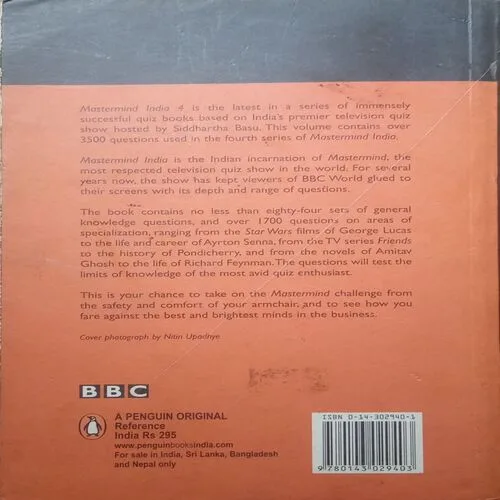 Mastermind India 4 is the latest in a series of immensely
successful quiz books based on India's premier television quiz
show hosted by Siddhartha Basu. This volume contains over
3500 questions used in the fourth series of Mastermind India.
Mastermind India is the Indian incarnation of Mastermind, the
most respected television quiz show in the world. For several
years now, the show has kept viewers of BBC World glued to
their screens with its depth and range of questions.
The book contains no less than eighty-four sets of general
knowledge questions, and over 1700 questions on areas of
specialization, ranging from the Star Wars films of George Lucas
to the life and career of Ayrton Senna, from the TV series Friends
to the history of Pondicherry, and from the novels of Amitav
Ghosh to the life of Richard Feynman. The questions will test the
limits of knowledge of the most avid quiz enthusiast.
This is your chance to take on the Mastermind challenge from
the safety and comfort of your armchair, and to see how you
fare against the best and brightest minds in the business.
Cover photograph by Nitin Upadhye
BBC
A PENGUIN ORIGINAL
Reference
India Rs 295
www.penguinbooksindia.com
For sale in India, Sri Lanka, Bangladesh
and Nepal only
ISBN 0-14-302940-1
9 780143 029403